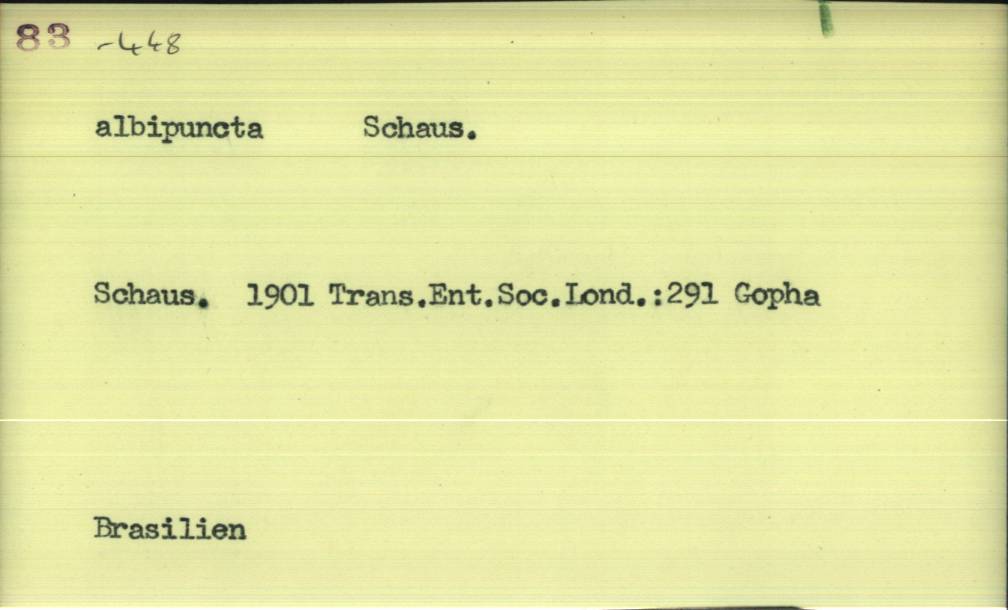 83 -448
albipuncta Schaus.
Schaus. 1901 Trans.Ent.Soc.Lond.:291 Gopha
Brasilien